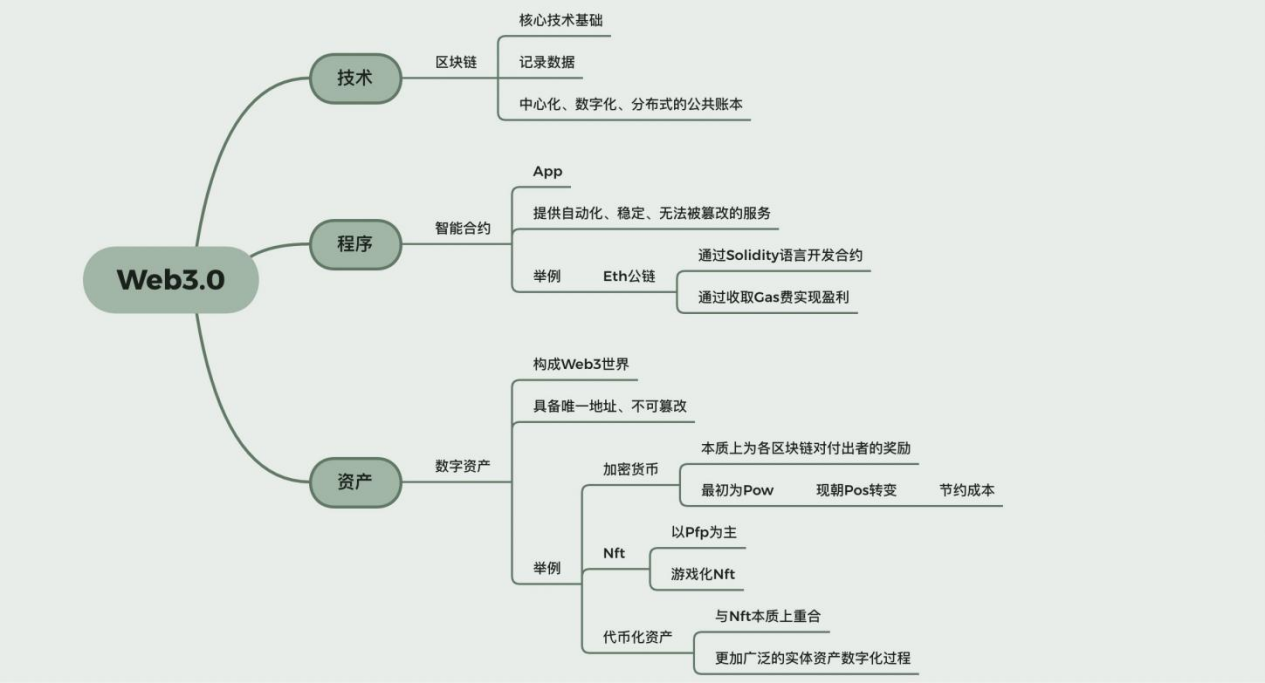 Web3.0
技术
区块链
核心技术基础
记录数据
中心化、数字化、分布式的公共账本
程序
智能合约
App
提供自动化、稳定、无法被篡改的服务
举例
Eth公链
通过Solidity语言开发合约
通过收取Gas费实现盈利
资产
数字资产
构成Web3世界
具备唯一地址、不可篡改
举例
加密货币
本质上为各区块链对付出者的奖励
最初为Pow
现朝Pos转变
节约成本
Nft
以Pfp为主
游戏化Nft
代币化资产
与Nft本质上重合
更加广泛的实体资产数字化过程